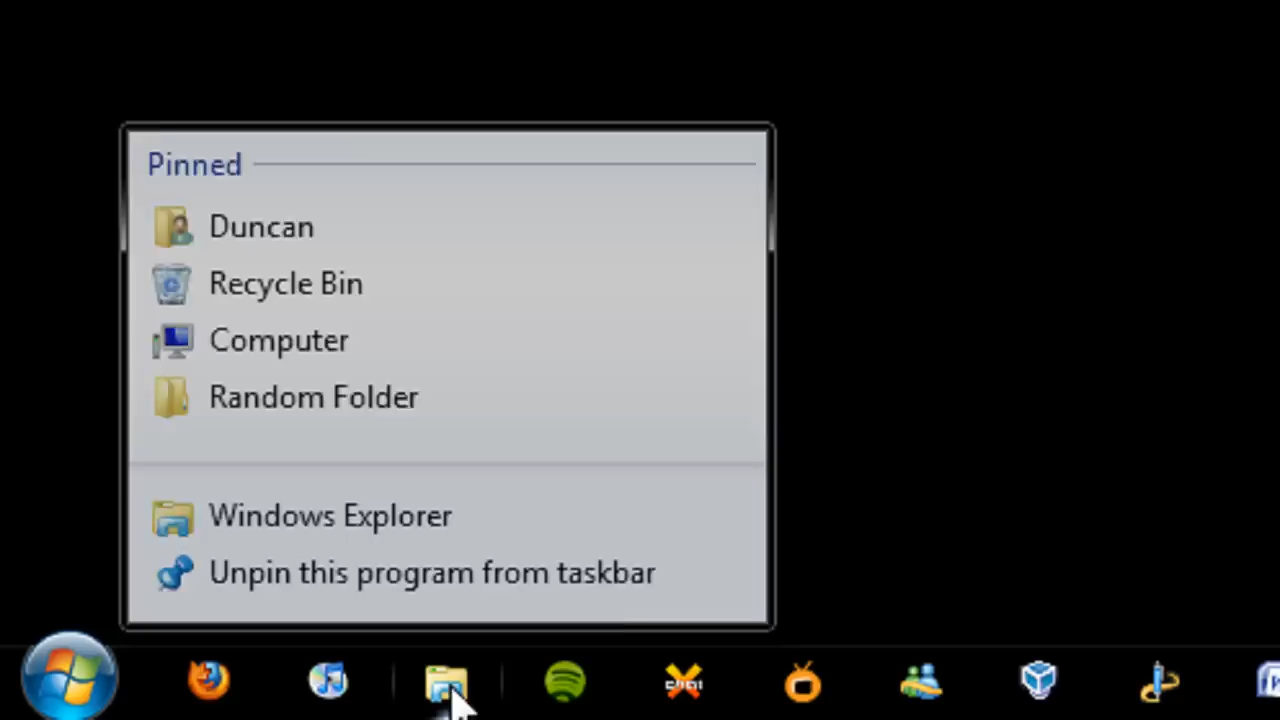 Pinned
Duncan
Recycle Bin
Computer
Random Folder
Windows Explorer
Unpin this program from taskbar